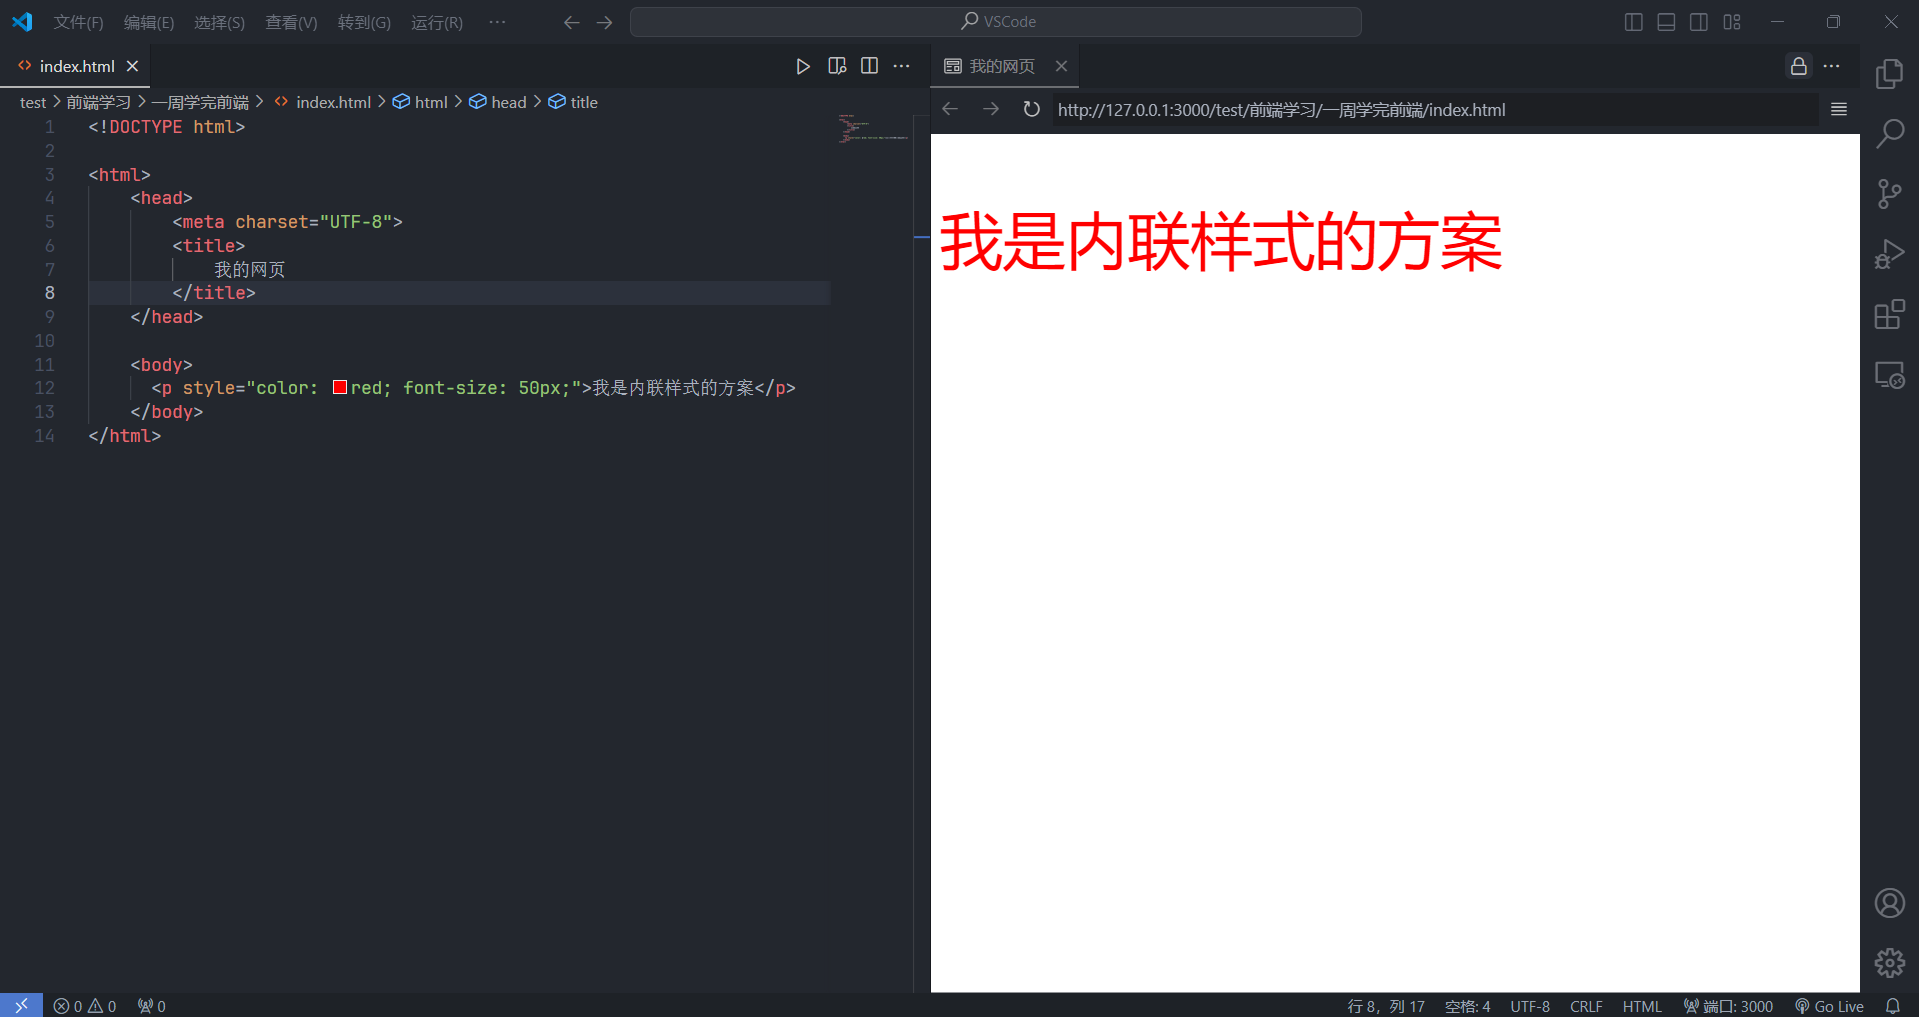 文件(F) 编辑(E) 选择(S) 查看(V) 转到(G) 运行(R) ··· VSCode
index.html
我的网页
test > 前端学习 > 一周学完前端 > index.html > html > head > title
http://127.0.0.1:3000/test/前端学习/一周学完前端/index.html
1 <!DOCTYPE html>
2
3 <html>
4 <head>
5 <meta charset="UTF-8">
6 <title>
7 我的网页
8 </title>
9 </head>
10
11 <body>
12 <p style="color: red; font-size: 50px;">我是内联样式的方案</p>
13 </body>
14 </html>
我是内联样式的方案
0 0 0 行 8，列 17 空格: 4 UTF-8 CRLF HTML 端口: 3000 Go Live